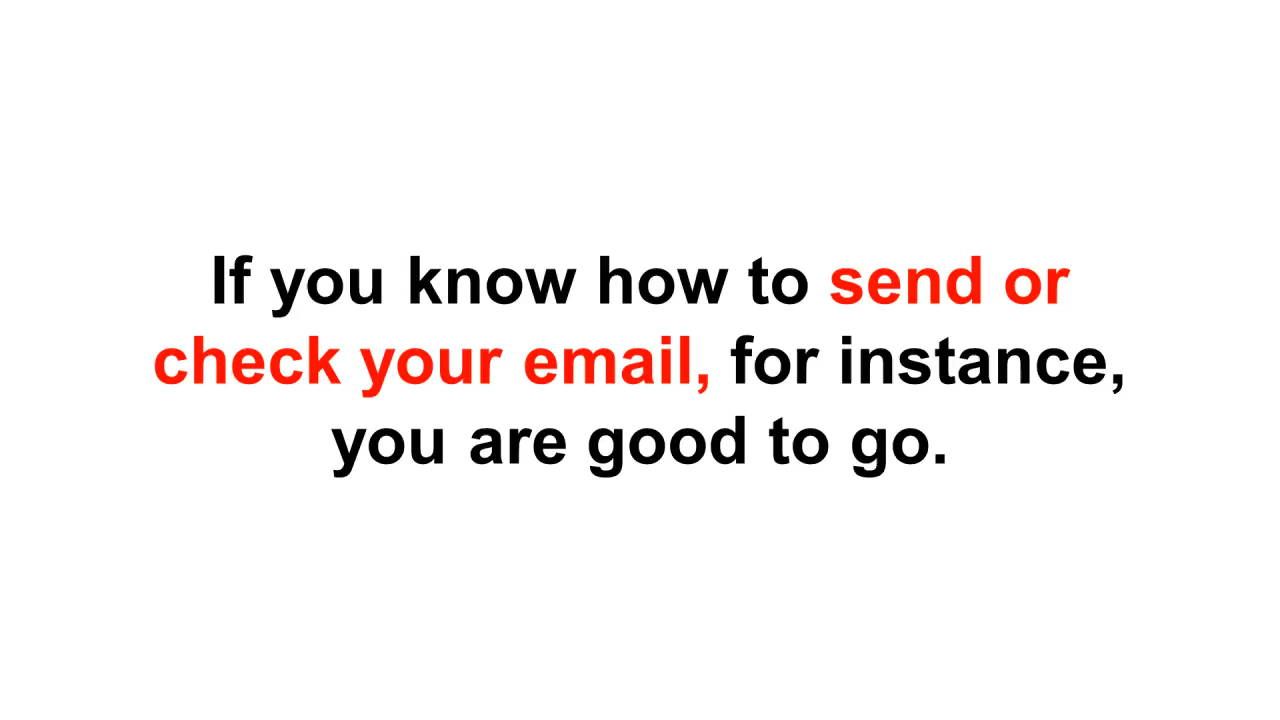 If you know how to send or
check your email, for instance,
you are good to go.